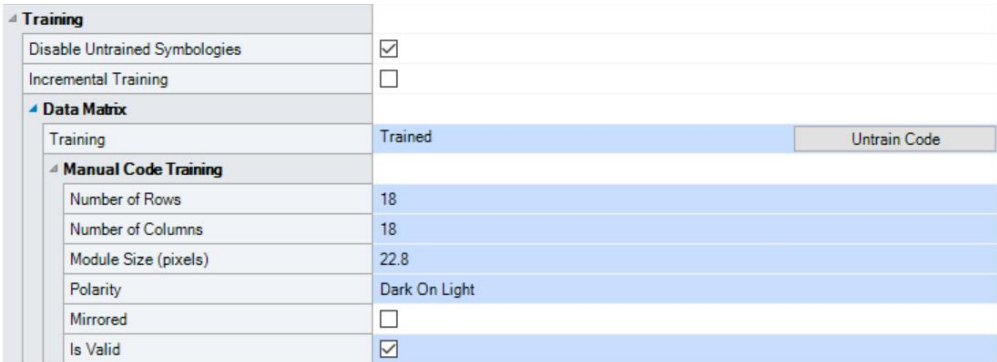 Training
Disable Untrained Symbologies
Incremental Training
Data Matrix
Training Trained Untrain Code
Manual Code Training
Number of Rows 18
Number of Columns 18
Module Size (pixels) 22.8
Polarity Dark On Light
Mirrored
Is Valid